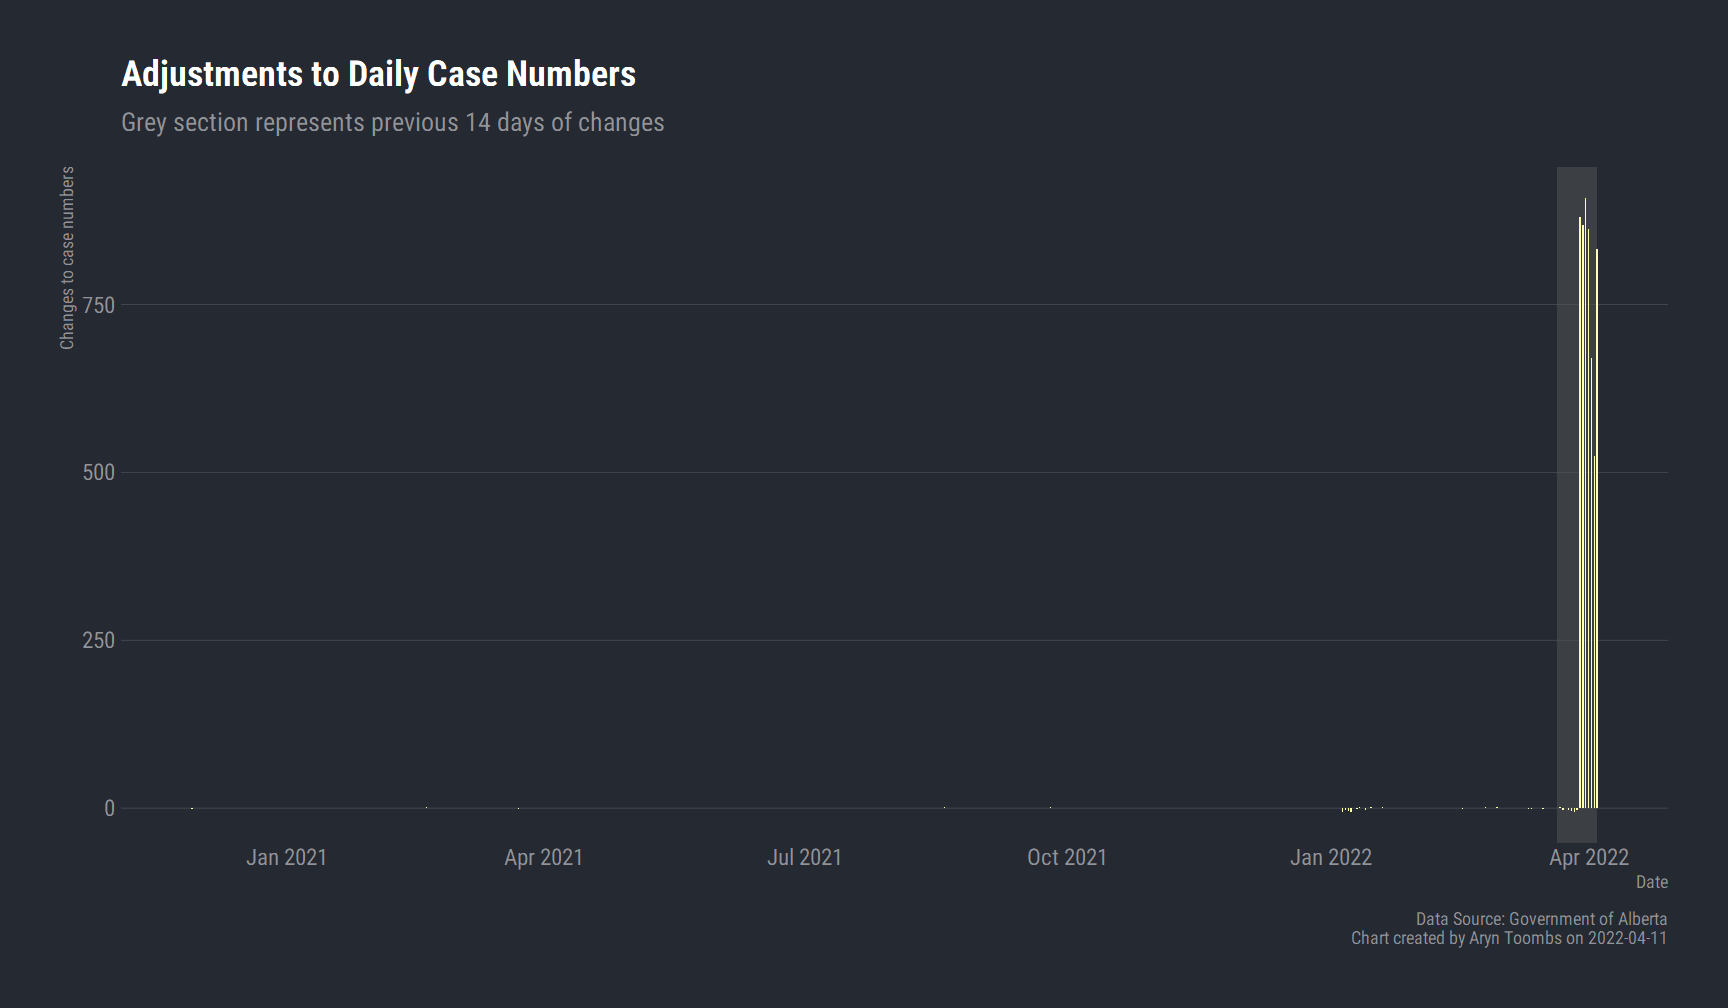 Adjustments to Daily Case Numbers
Grey section represents previous 14 days of changes
Changes to case numbers
750
500
250
0
Jan 2021
Apr 2021
Jul 2021
Oct 2021
Jan 2022
Apr 2022
Date
Data Source: Government of Alberta
Chart created by Aryn Toombs on 2022-04-11